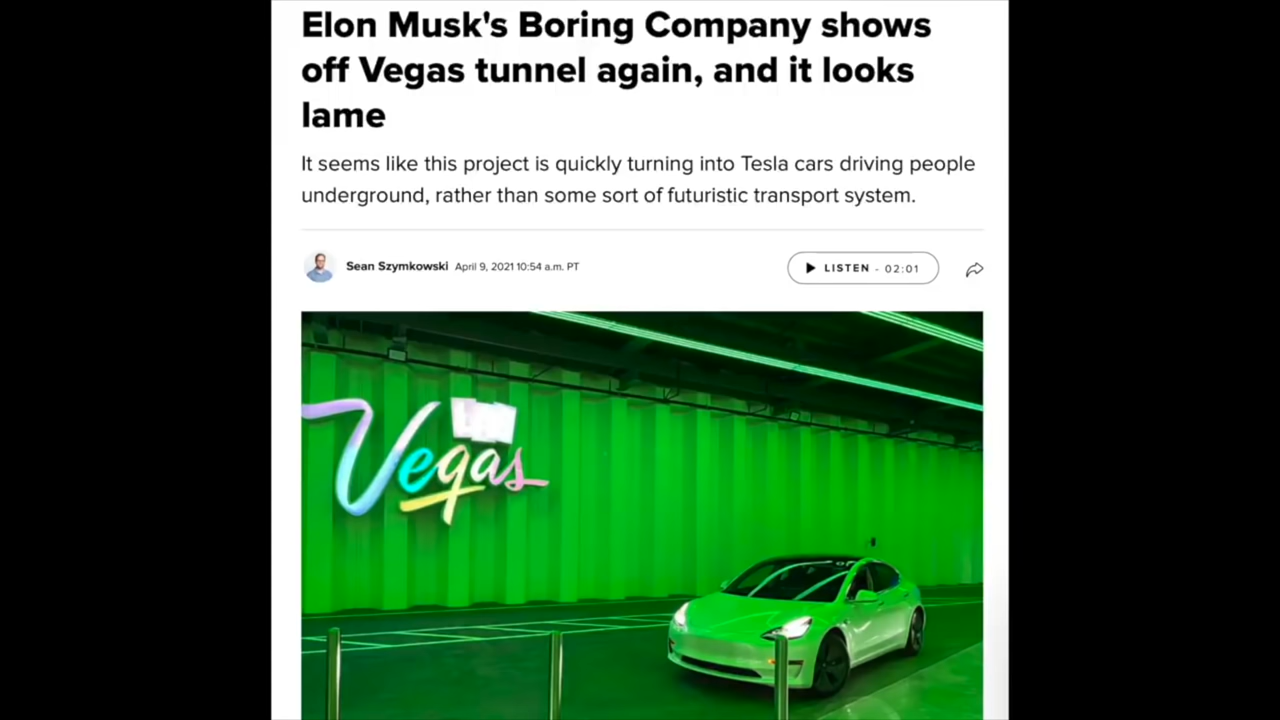 Elon Musk's Boring Company shows
off Vegas tunnel again, and it looks
lame
It seems like this project is quickly turning into Tesla cars driving people
underground, rather than some sort of futuristic transport system.
Sean Szymkowski April 9, 2021 10:54 a.m. PT
LISTEN - 02:01
Vegas